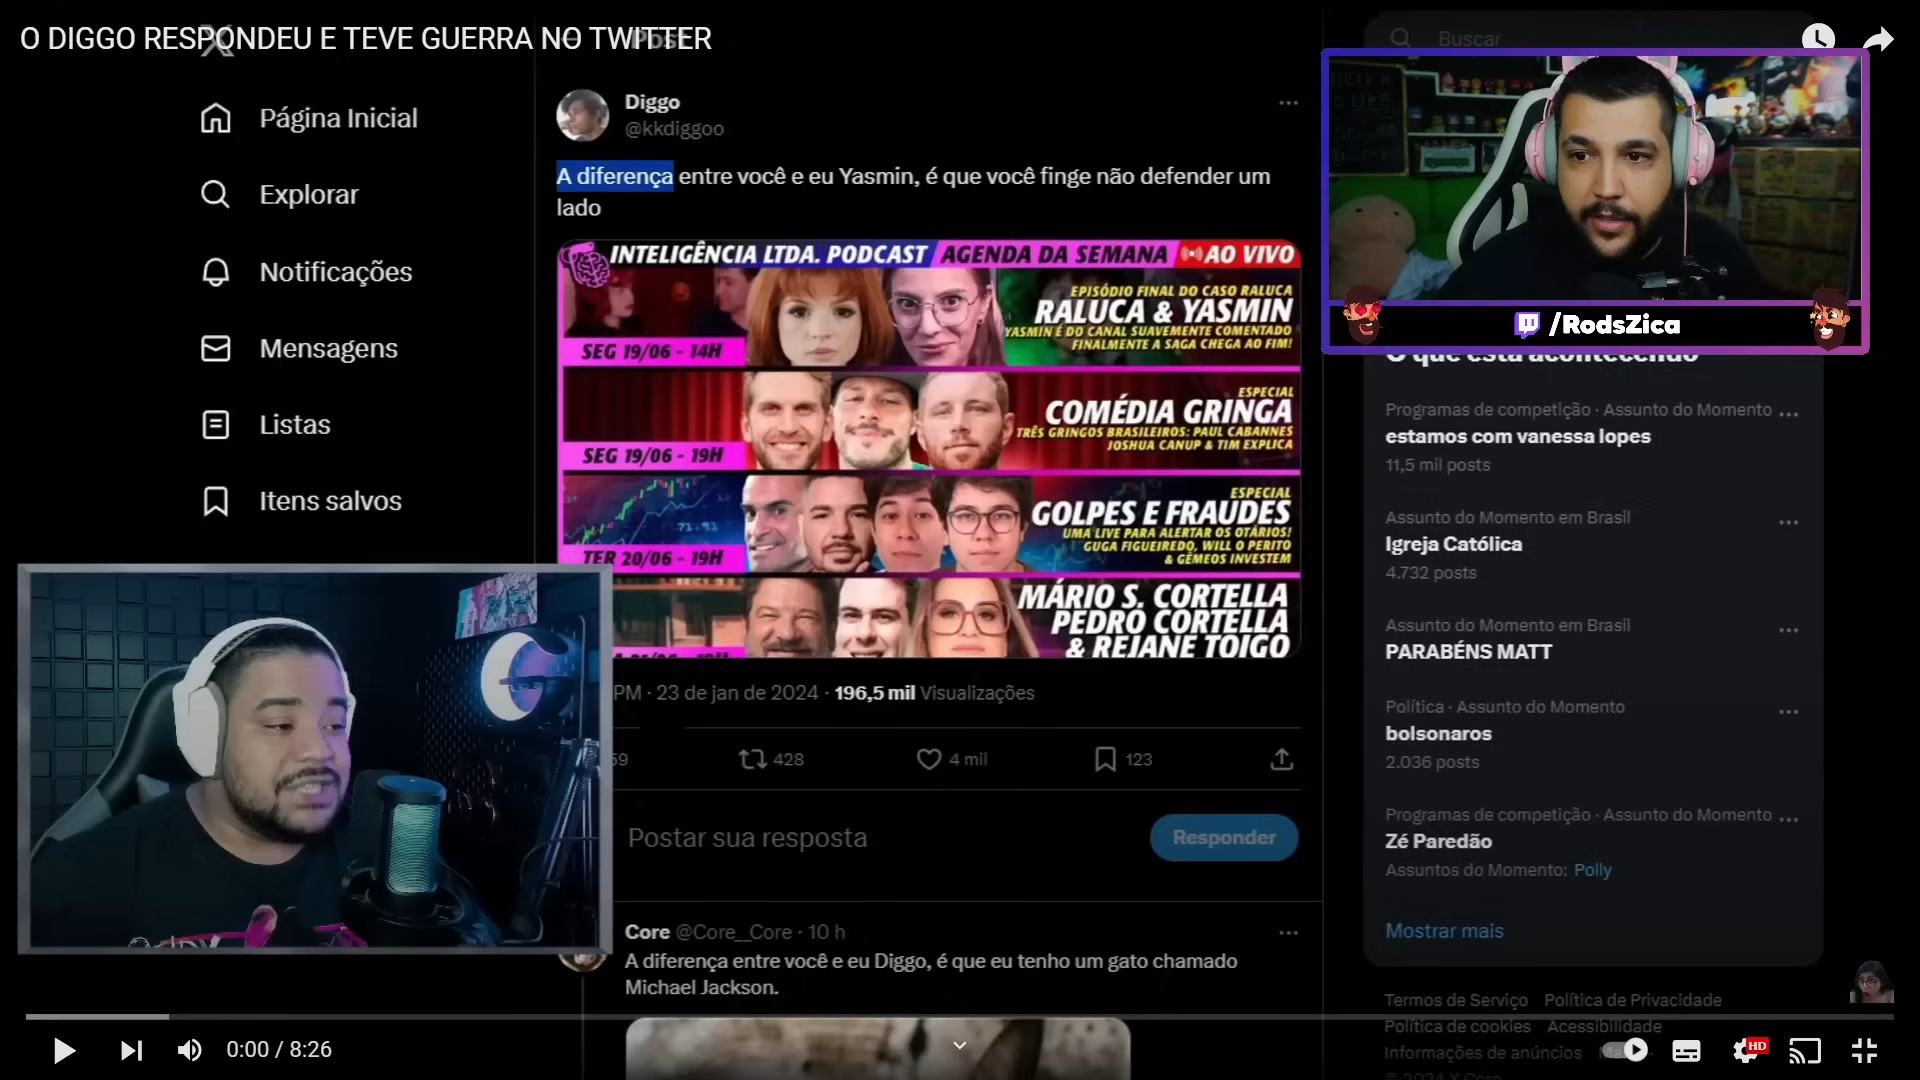 O DIGGO RESPONDEU E TEVE GUERRA NO TWITTER
Post
Buscar
Página Inicial
Explorar
Notificações
Mensagens
Listas
Itens salvos
Diggo
@kkdiggoo
A diferença entre você e eu Yasmin, é que você finge não defender um
lado
INTELIGÊNCIA LTDA. PODCAST AGENDA DA SEMANA AO VIVO
EPISÓDIO FINAL DO CASO RALUCA
RALUCA & YASMIN
YASMIN É DO CANAL SUAVEMENTE COMENTADO
FINALMENTE A SAGA CHEGA AO FIM!
SEG 19/06 - 14H
ESPECIAL
COMÉDIA GRINGA
TRÊS GRINGOS BRASILEIROS: PAUL CABANNES
JOSHUA CANUP & TIM EXPLICA
SEG 19/06 - 19H
ESPECIAL
GOLPES E FRAUDES
UMA LIVE PARA ALERTAR OS OTÁRIOS!
GUGA FIGUEIREDO, WILL O PERITO
& GÊMEOS INVESTEM
TER 20/06 - 19H
MÁRIO S. CORTELLA
PEDRO CORTELLA
& REJANE TOIGO
PM · 23 de jan de 2024 · 196,5 mil Visualizações
59 428 4 mil 123
Postar sua resposta
Responder
Core @Core__Core · 10 h
A diferença entre você e eu Diggo, é que eu tenho um gato chamado
Michael Jackson.
/RodsZica
O que está acontecendo
Programas de competição · Assunto do Momento
estamos com vanessa lopes
11,5 mil posts
Assunto do Momento em Brasil
Igreja Católica
4.732 posts
Assunto do Momento em Brasil
PARABÉNS MATT
Política · Assunto do Momento
bolsonaros
2.036 posts
Programas de competição · Assunto do Momento
Zé Paredão
Assuntos do Momento: Polly
Mostrar mais
Termos de Serviço Política de Privacidade
Política de cookies Acessibilidade
Informações de anúncios
© 2024 X Corp.
0:00 / 8:26
HD